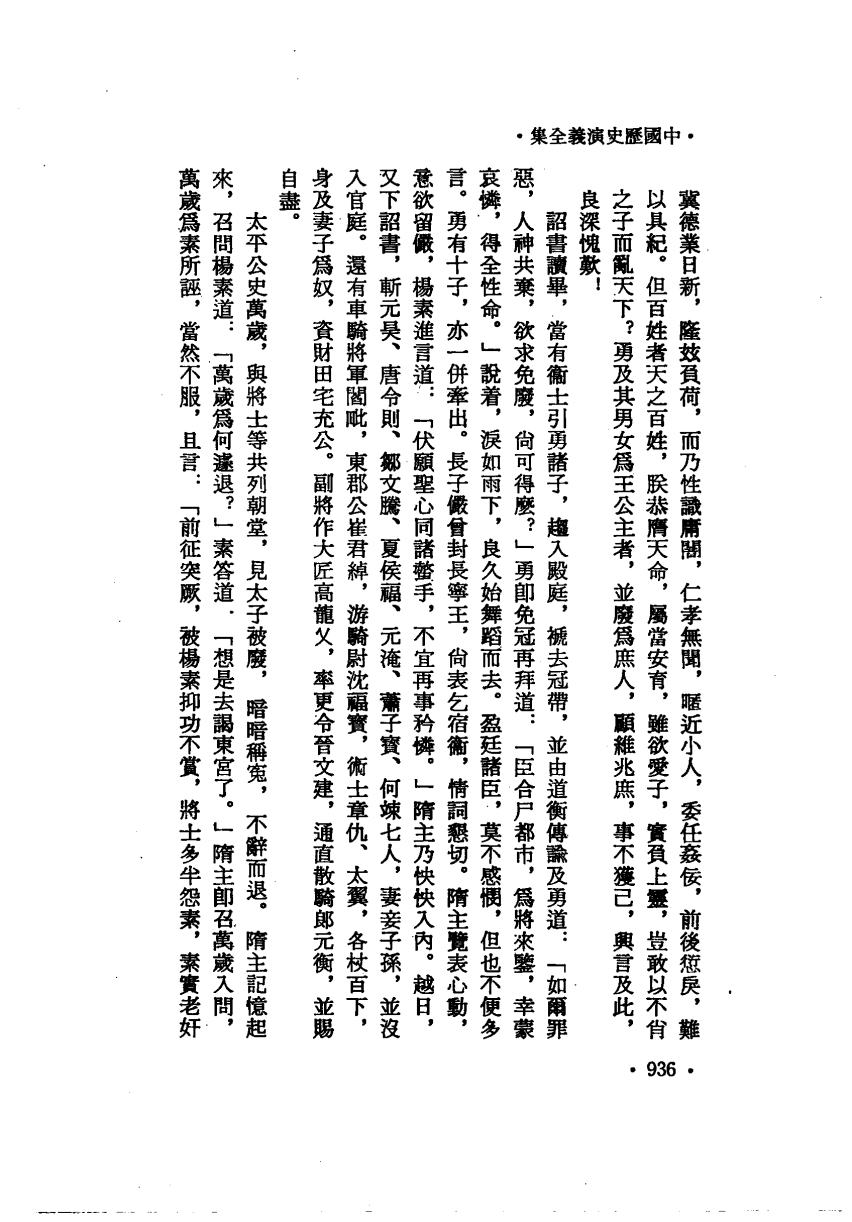 ·中國歷史演義全集·
冀德業日新，隆茲負荷，而乃性識庸闇，仁孝無聞，暱近小人，委任姦佞，前後愆戾，難
以具紀。但百姓者天之百姓，朕恭膺天命，屬當安育，雖欲愛子，實負上靈，豈敢以不肖
之子而亂天下？勇及其男女爲王公主者，並廢爲庶人，顧維兆庶，事不獲已，興言及此，
良深愧歎！
詔書讀畢，當有衞士引勇諸子，趨入殿庭，褫去冠帶，並由道衡傳諭及勇道：「如爾罪
惡，人神共棄，欲求免廢，尙可得麼？」勇卽免冠再拜道：「臣合尸都市，爲將來鑒，幸蒙
哀憐，得全性命。」說着，淚如雨下，良久始舞蹈而去。盈廷諸臣，莫不感憫，但也不便多
言。勇有十子，亦一併牽出。長子儼曾封長寧王，尙表乞宿衞，情詞懇切。隋主覽表心動，
意欲留儼，楊素進言道：「伏願聖心同諸螫手，不宜再事矜憐。」隋主乃怏怏入內。越日，
又下詔書，斬元旻、唐令則、鄒文騰、夏侯福、元淹、蕭子寶、何竦七人，妻妾子孫，並沒
入官庭。還有車騎將軍閻毗，東郡公崔君綽，游騎尉沈福寶，術士章仇、太翼，各杖百下，
身及妻子爲奴，資財田宅充公。副將作大匠高龍乂，率更令晉文建，通直散騎郎元衡，並賜
自盡。
太平公史萬歲，與將士等共列朝堂，見太子被廢，暗暗稱寃，不辭而退。隋主記憶起
來，召問楊素道：「萬歲爲何遽退？」素答道：「想是去謁東宮了。」隋主卽召萬歲入問，
萬歲爲素所誣，當然不服，且言：「前征突厥，被楊素抑功不賞，將士多半怨素，素實老奸
·936·